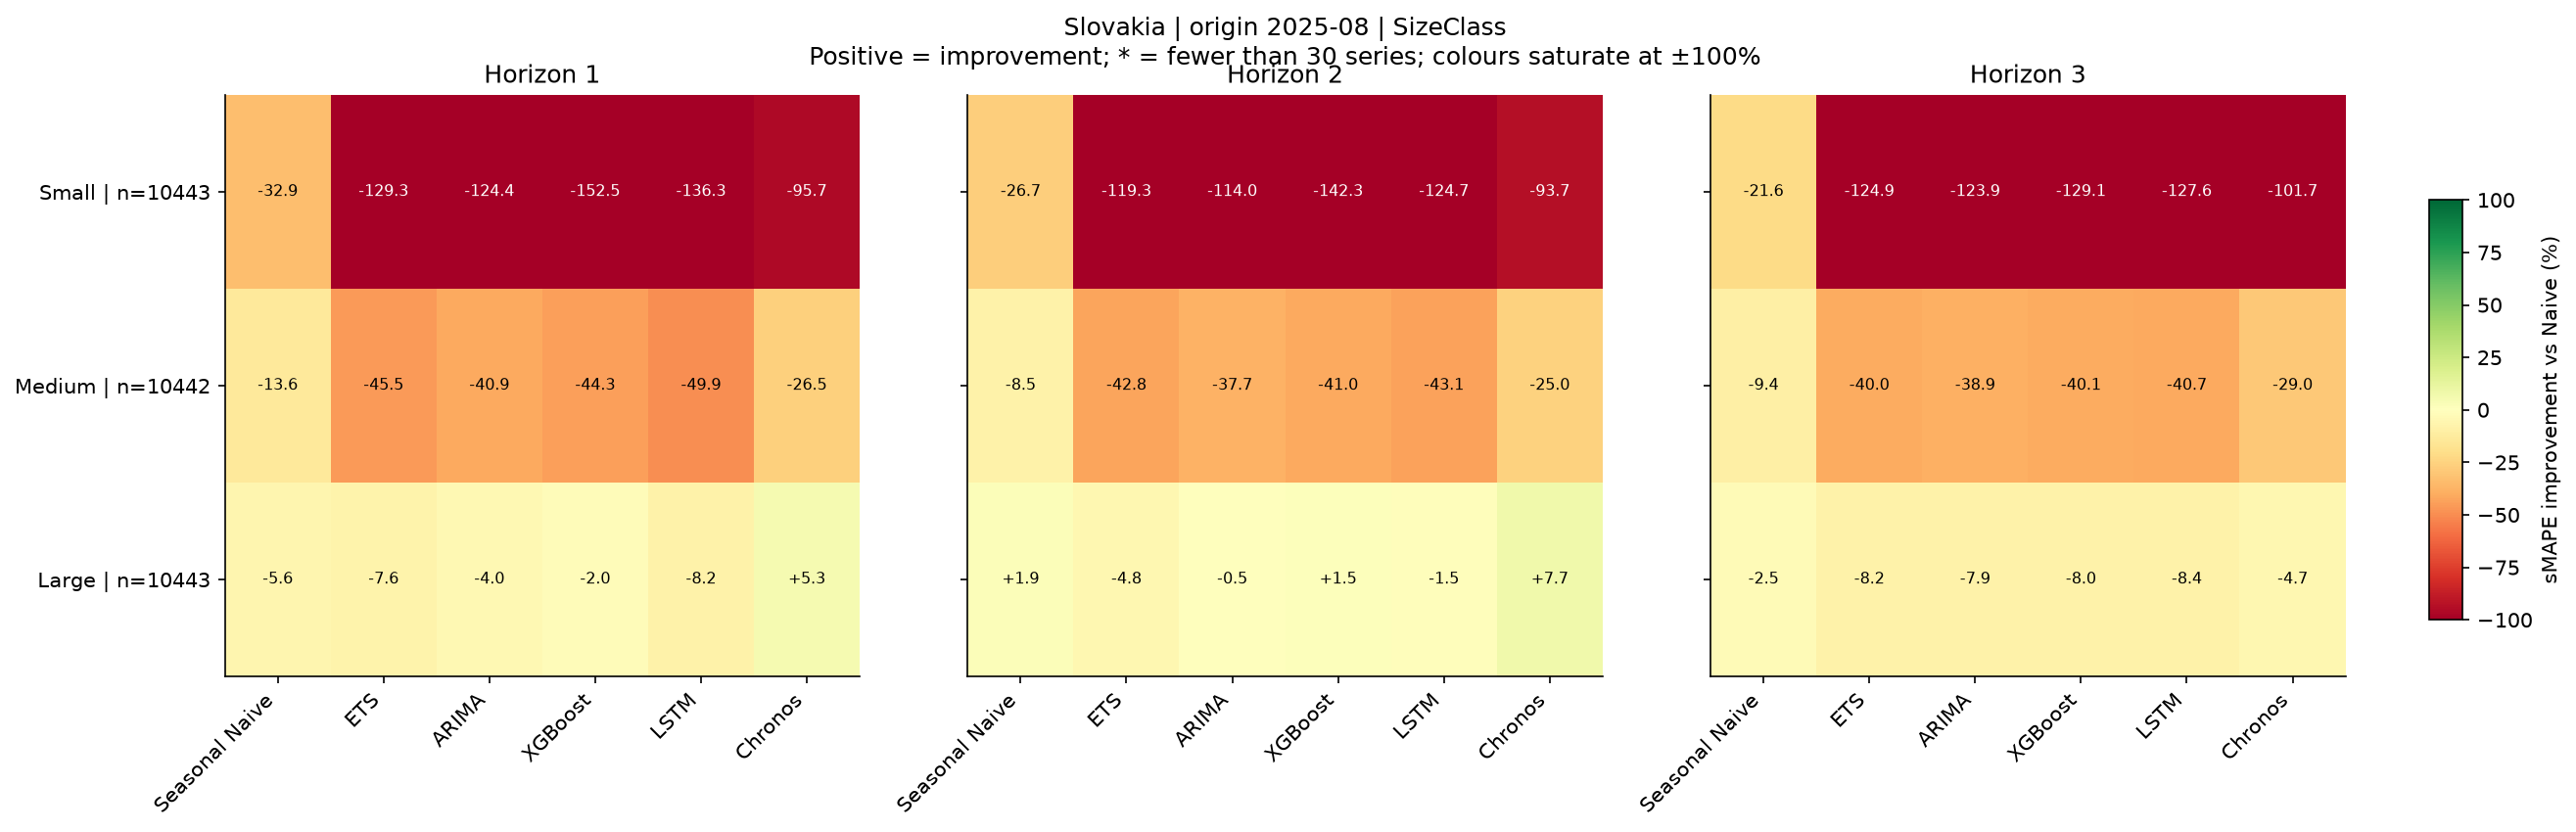 Slovakia | origin 2025-08 | SizeClass
Positive = improvement; * = fewer than 30 series; colours saturate at ±100%
Horizon 1
Horizon 2
Horizon 3
Small | n=10443
-32.9 -129.3 -124.4 -152.5 -136.3 -95.7
-26.7 -119.3 -114.0 -142.3 -124.7 -93.7
-21.6 -124.9 -123.9 -129.1 -127.6 -101.7
Medium | n=10442
-13.6 -45.5 -40.9 -44.3 -49.9 -26.5
-8.5 -42.8 -37.7 -41.0 -43.1 -25.0
-9.4 -40.0 -38.9 -40.1 -40.7 -29.0
Large | n=10443
-5.6 -7.6 -4.0 -2.0 -8.2 +5.3
+1.9 -4.8 -0.5 +1.5 -1.5 +7.7
-2.5 -8.2 -7.9 -8.0 -8.4 -4.7
Seasonal Naive
ETS
ARIMA
XGBoost
LSTM
Chronos
Seasonal Naive
ETS
ARIMA
XGBoost
LSTM
Chronos
Seasonal Naive
ETS
ARIMA
XGBoost
LSTM
Chronos
100
75
50
25
0
−25
−50
−75
−100
sMAPE improvement vs Naive (%)